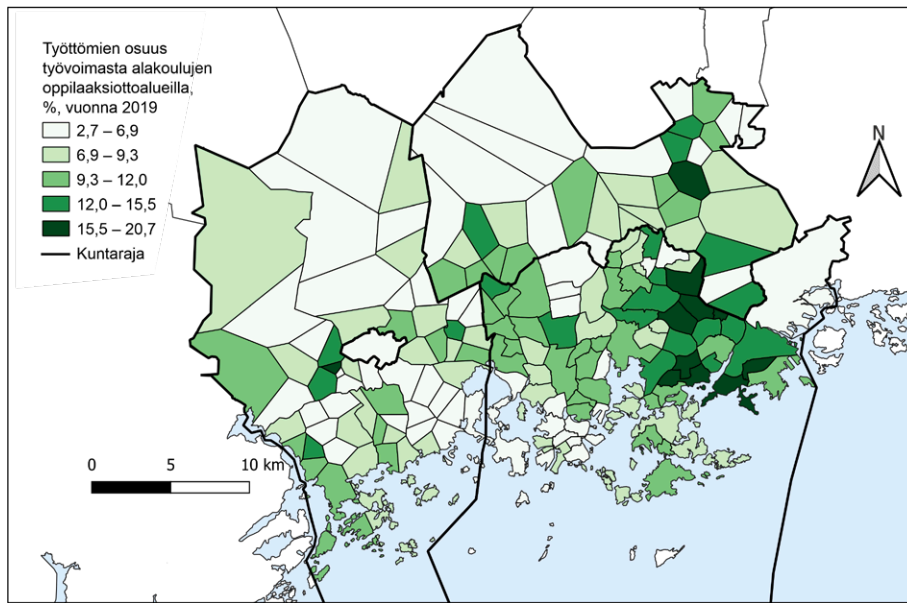 Työttömien osuus
työvoimasta alakoulujen
oppilaaksiottoalueilla,
%, vuonna 2019
2,7 – 6,9
6,9 – 9,3
9,3 – 12,0
12,0 – 15,5
15,5 – 20,7
Kuntaraja
N
0 5 10 km